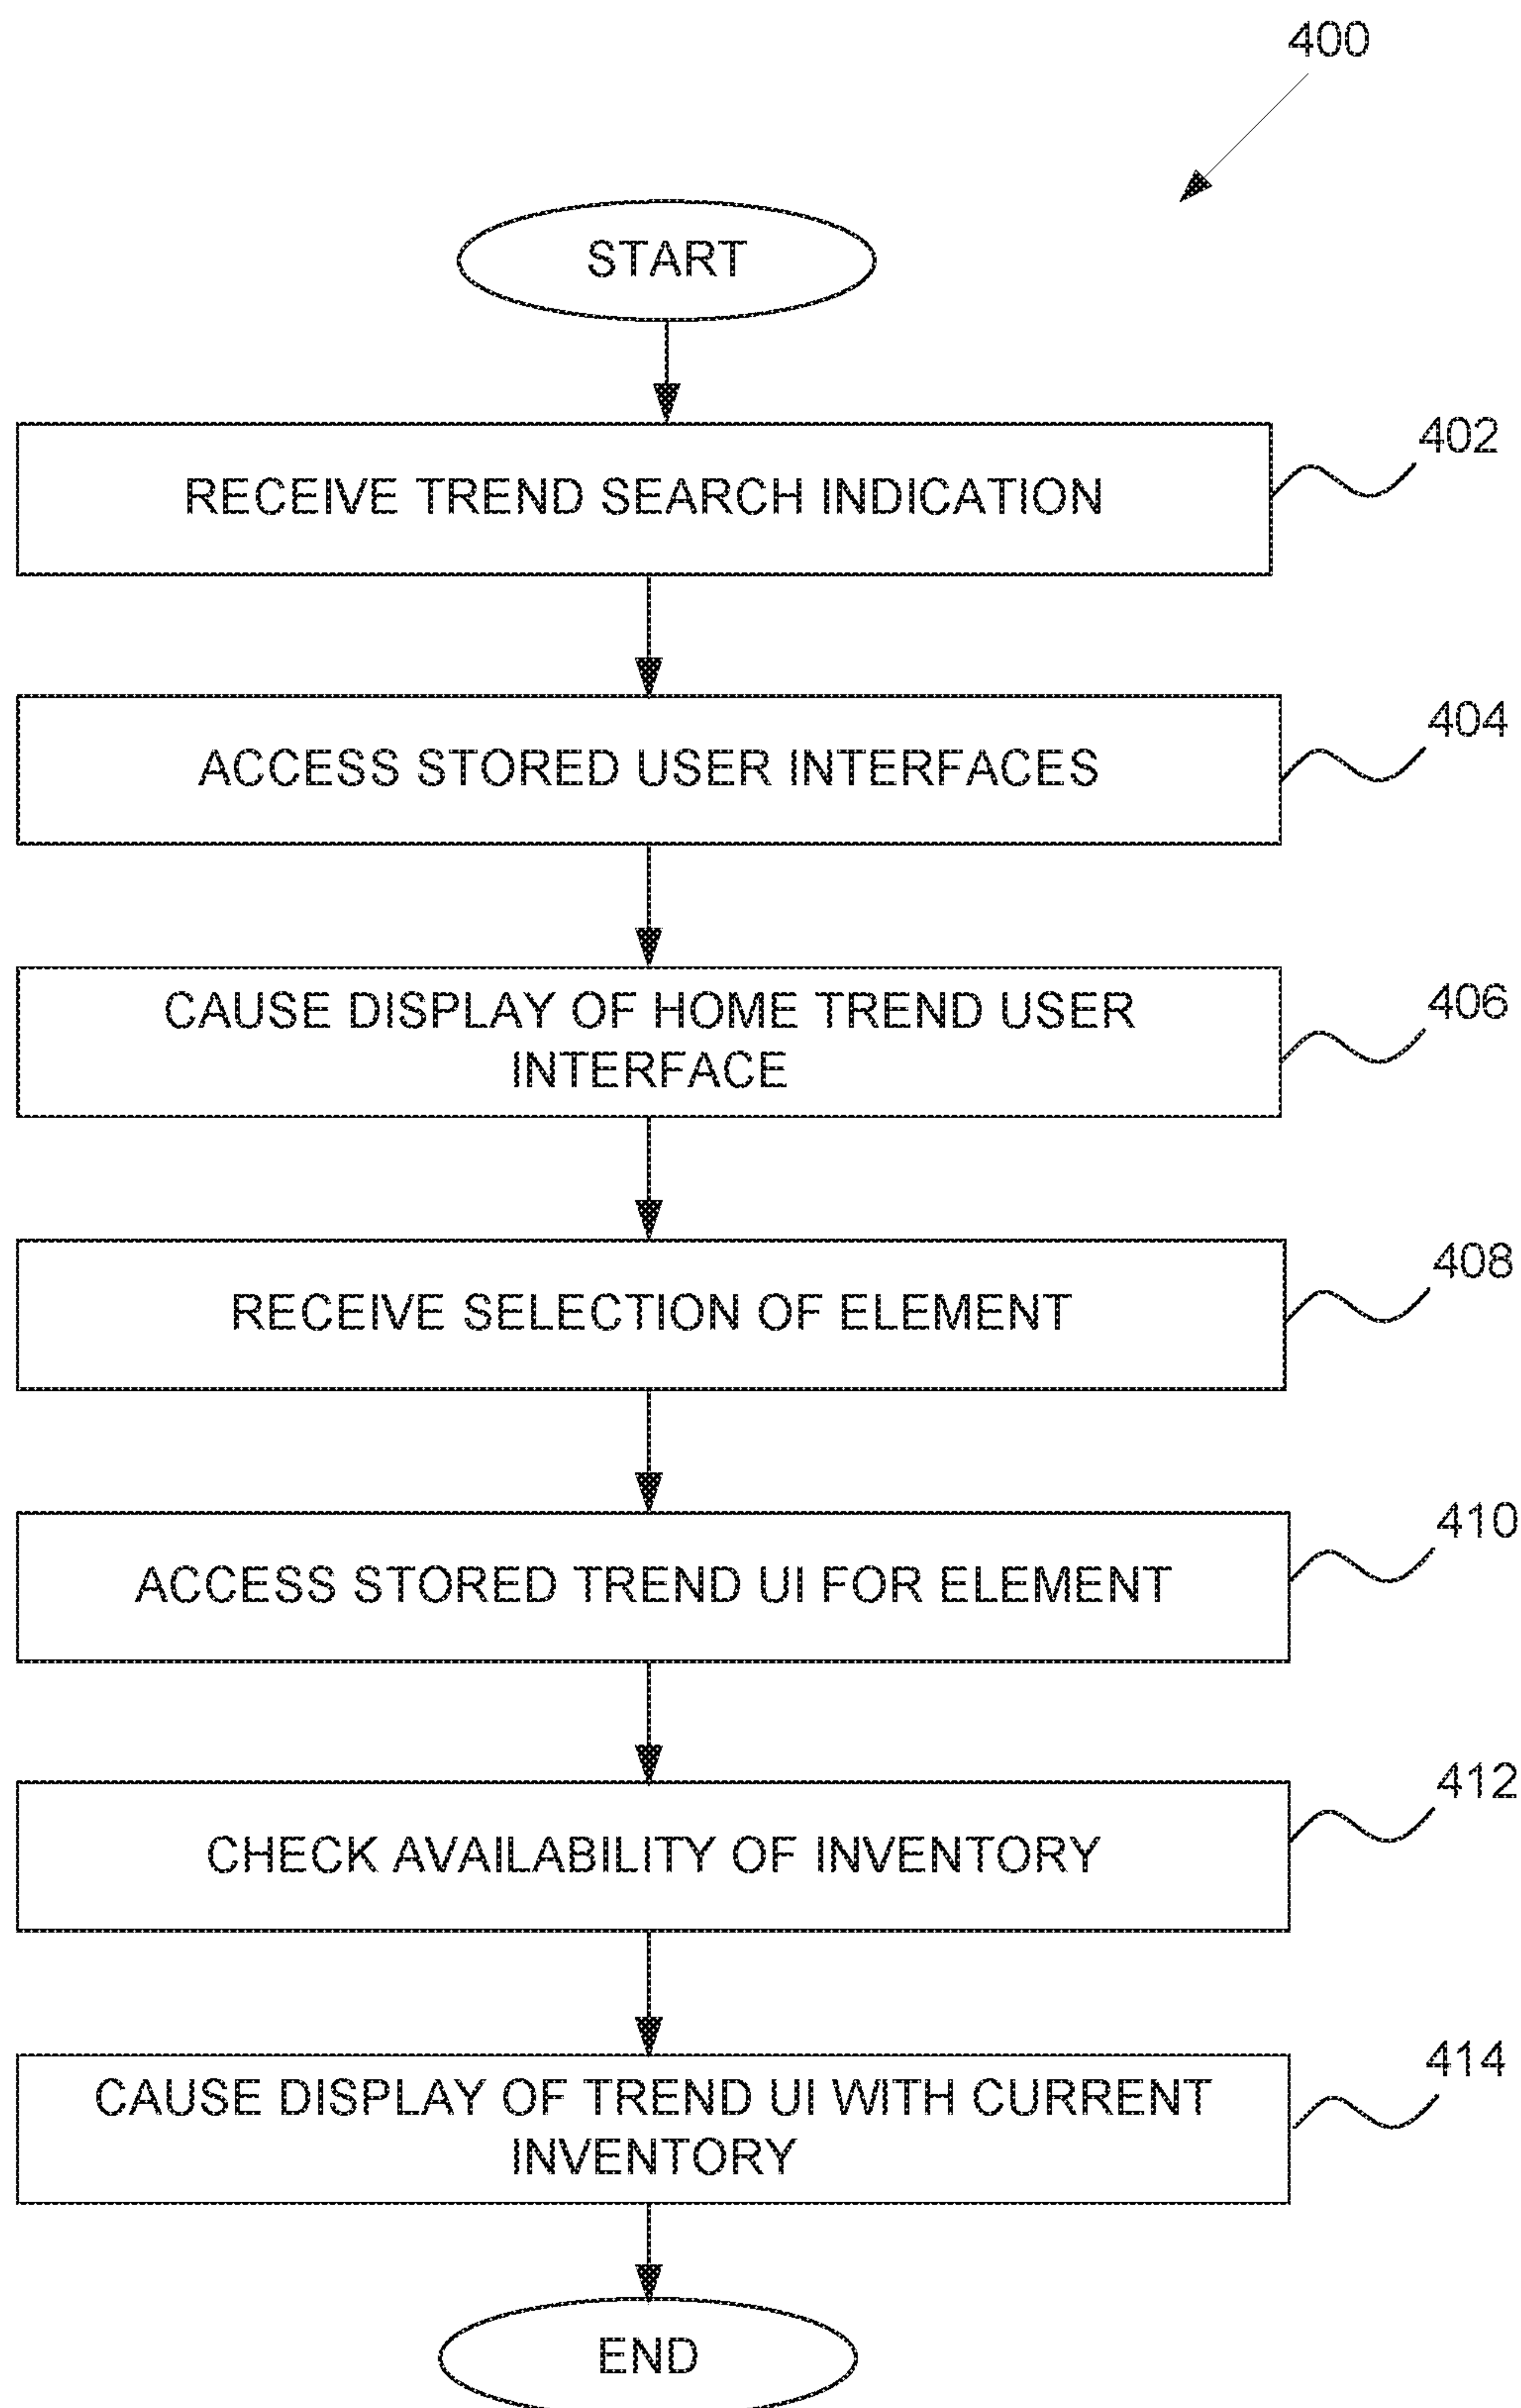 400
START
RECEIVE TREND SEARCH INDICATION
402
ACCESS STORED USER INTERFACES
404
CAUSE DISPLAY OF HOME TREND USER
INTERFACE
406
RECEIVE SELECTION OF ELEMENT
408
ACCESS STORED TREND UI FOR ELEMENT
410
CHECK AVAILABILITY OF INVENTORY
412
CAUSE DISPLAY OF TREND UI WITH CURRENT
INVENTORY
414
END